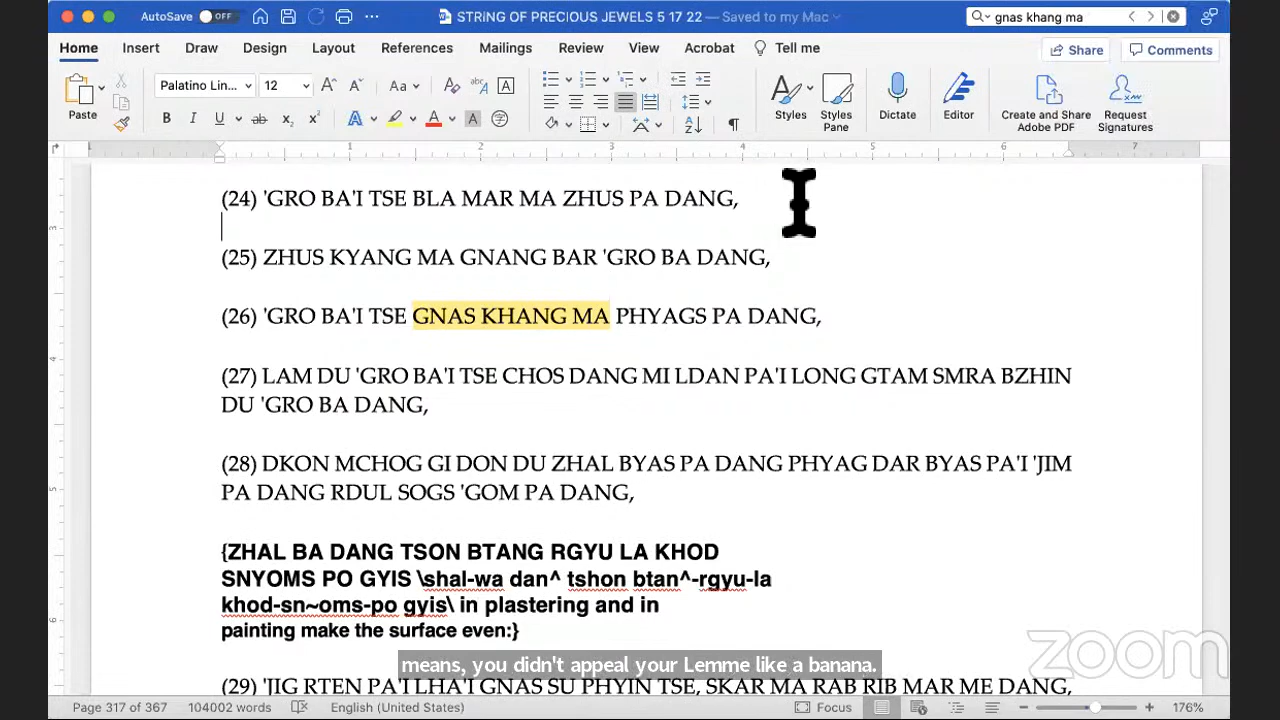 AutoSave OFF
STRiNG OF PRECIOUS JEWELS 5 17 22 — Saved to my Mac
gnas khang ma
Home Insert Draw Design Layout References Mailings Review View Acrobat Tell me
Share Comments
Paste
Palatino Lin... 12
Styles
Styles Pane
Dictate
Editor
Create and Share Adobe PDF
Request Signatures
1 1 2 3 4 5 6 7
(24) 'GRO BA'I TSE BLA MAR MA ZHUS PA DANG,
(25) ZHUS KYANG MA GNANG BAR 'GRO BA DANG,
(26) 'GRO BA'I TSE GNAS KHANG MA PHYAGS PA DANG,
(27) LAM DU 'GRO BA'I TSE CHOS DANG MI LDAN PA'I LONG GTAM SMRA BZHIN
DU 'GRO BA DANG,
(28) DKON MCHOG GI DON DU ZHAL BYAS PA DANG PHYAG DAR BYAS PA'I 'JIM
PA DANG RDUL SOGS 'GOM PA DANG,
{ZHAL BA DANG TSON BTANG RGYU LA KHOD
SNYOMS PO GYIS \shal-wa dan^ tshon btan^-rgyu-la
khod-sn~oms-po gyis\ in plastering and in
painting make the surface even:}
means, you didn't appeal your Lemme like a banana.
zoom
(29) 'JIG RTEN PA'I LHA'I GNAS SU PHYIN TSE, SKAR MA RAB RIB MAR ME DANG,
Page 317 of 367 104002 words English (United States) Focus 176%